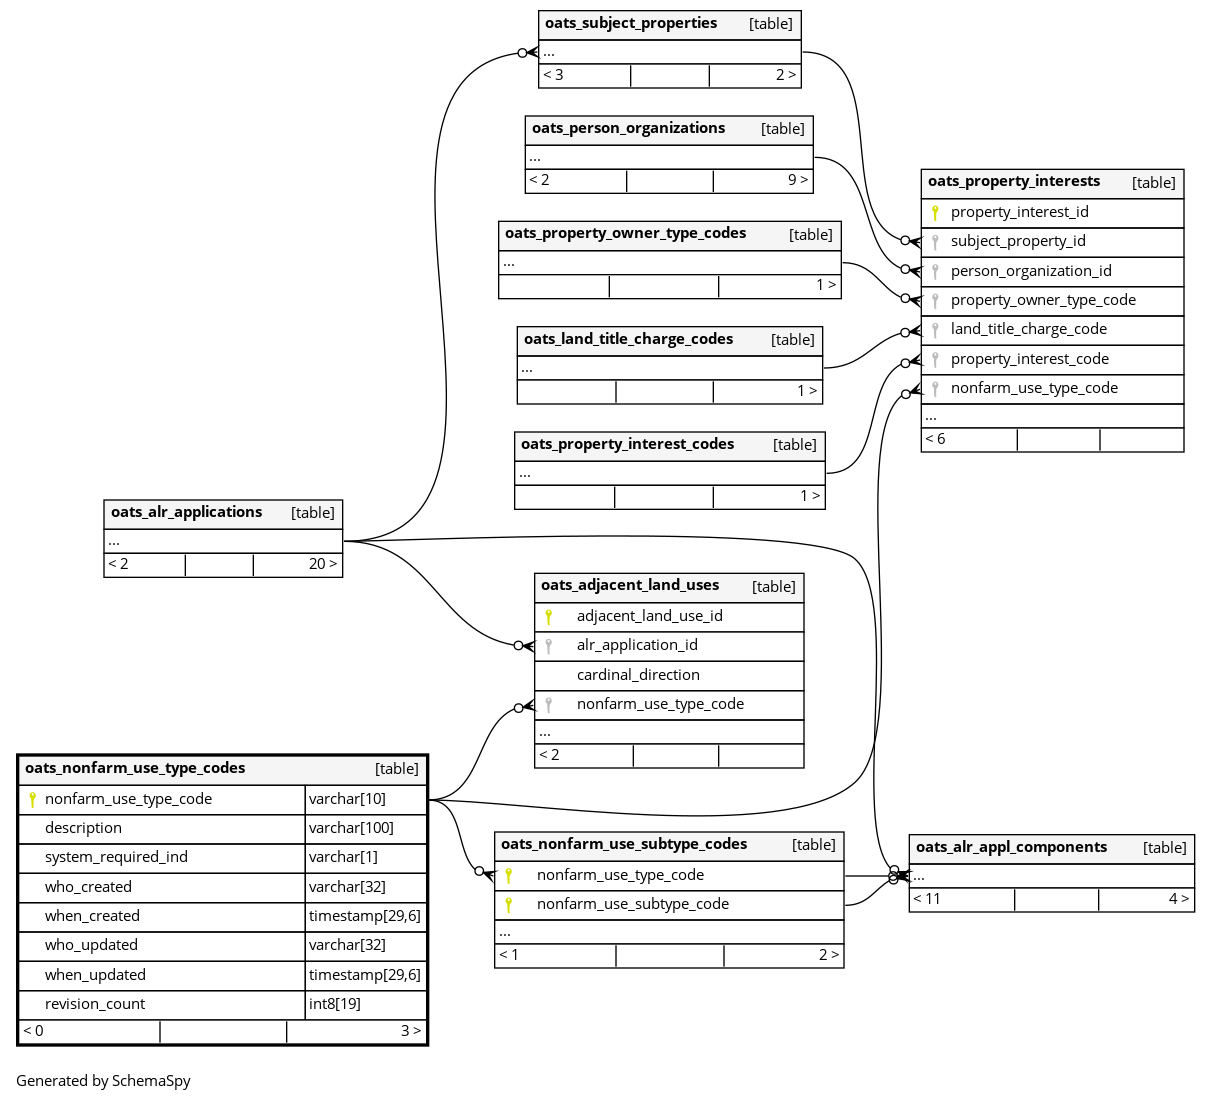 oats_subject_properties [table]
...
< 3 2 >
oats_person_organizations [table]
...
< 2 9 >
oats_property_owner_type_codes [table]
...
1 >
oats_land_title_charge_codes [table]
...
1 >
oats_property_interest_codes [table]
...
1 >
oats_property_interests [table]
property_interest_id
subject_property_id
person_organization_id
property_owner_type_code
land_title_charge_code
property_interest_code
nonfarm_use_type_code
...
< 6
oats_alr_applications [table]
...
< 2 20 >
oats_adjacent_land_uses [table]
adjacent_land_use_id
alr_application_id
cardinal_direction
nonfarm_use_type_code
...
< 2
oats_nonfarm_use_type_codes [table]
nonfarm_use_type_code varchar[10]
description varchar[100]
system_required_ind varchar[1]
who_created varchar[32]
when_created timestamp[29,6]
who_updated varchar[32]
when_updated timestamp[29,6]
revision_count int8[19]
< 0 3 >
oats_nonfarm_use_subtype_codes [table]
nonfarm_use_type_code
nonfarm_use_subtype_code
...
< 1 2 >
oats_alr_appl_components [table]
...
< 11 4 >
Generated by SchemaSpy